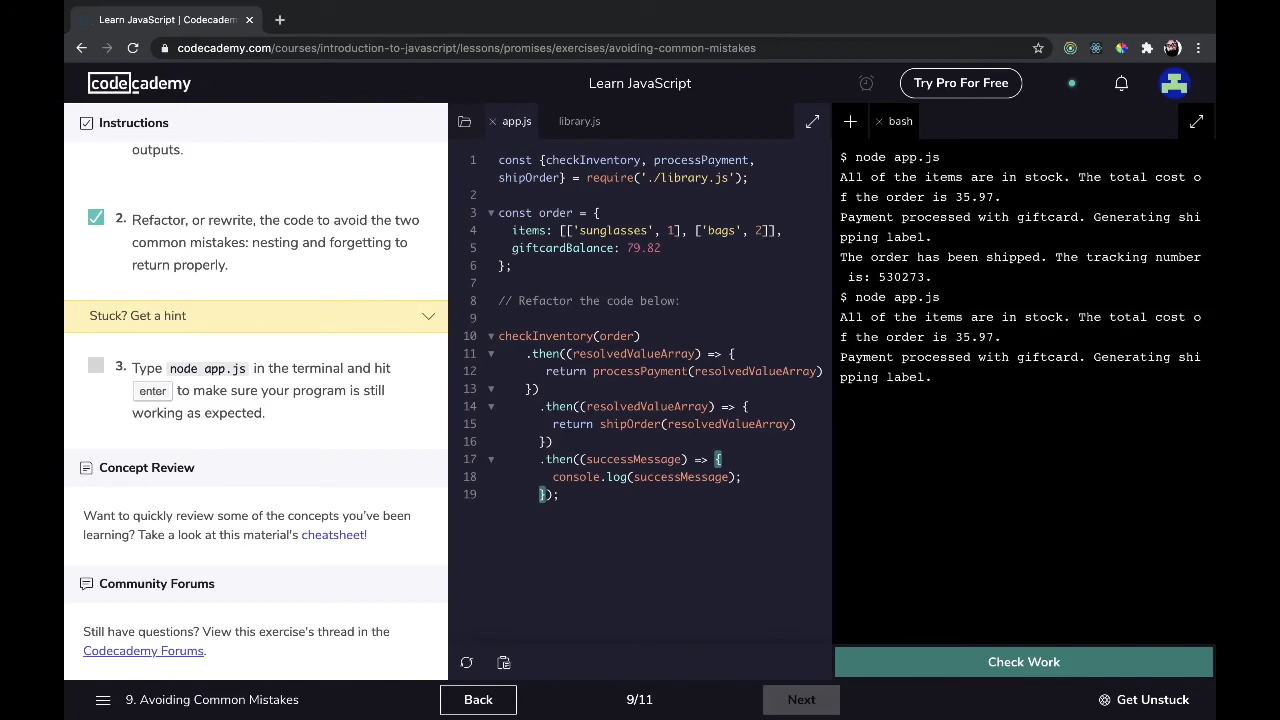 Learn JavaScript | Codecadem
codecademy.com/courses/introduction-to-javascript/lessons/promises/exercises/avoiding-common-mistakes
codecademy
Learn JavaScript
Try Pro For Free
Instructions
outputs.
2. Refactor, or rewrite, the code to avoid the two
common mistakes: nesting and forgetting to
return properly.
Stuck? Get a hint
3. Type node app.js in the terminal and hit
enter to make sure your program is still
working as expected.
Concept Review
Want to quickly review some of the concepts you've been
learning? Take a look at this material's cheatsheet!
Community Forums
Still have questions? View this exercise's thread in the
Codecademy Forums.
app.js
library.js
1 const {checkInventory, processPayment,
shipOrder} = require('./library.js');
2
3 const order = {
4 items: [['sunglasses', 1], ['bags', 2]],
5 giftcardBalance: 79.82
6 };
7
8 // Refactor the code below:
9
10 checkInventory(order)
11 .then((resolvedValueArray) => {
12 return processPayment(resolvedValueArray)
13 })
14 .then((resolvedValueArray) => {
15 return shipOrder(resolvedValueArray)
16 })
17 .then((successMessage) => {
18 console.log(successMessage);
19 });
bash
$ node app.js
All of the items are in stock. The total cost o
f the order is 35.97.
Payment processed with giftcard. Generating shi
pping label.
The order has been shipped. The tracking number
is: 530273.
$ node app.js
All of the items are in stock. The total cost o
f the order is 35.97.
Payment processed with giftcard. Generating shi
pping label.
Check Work
9. Avoiding Common Mistakes
Back
9/11
Next
Get Unstuck